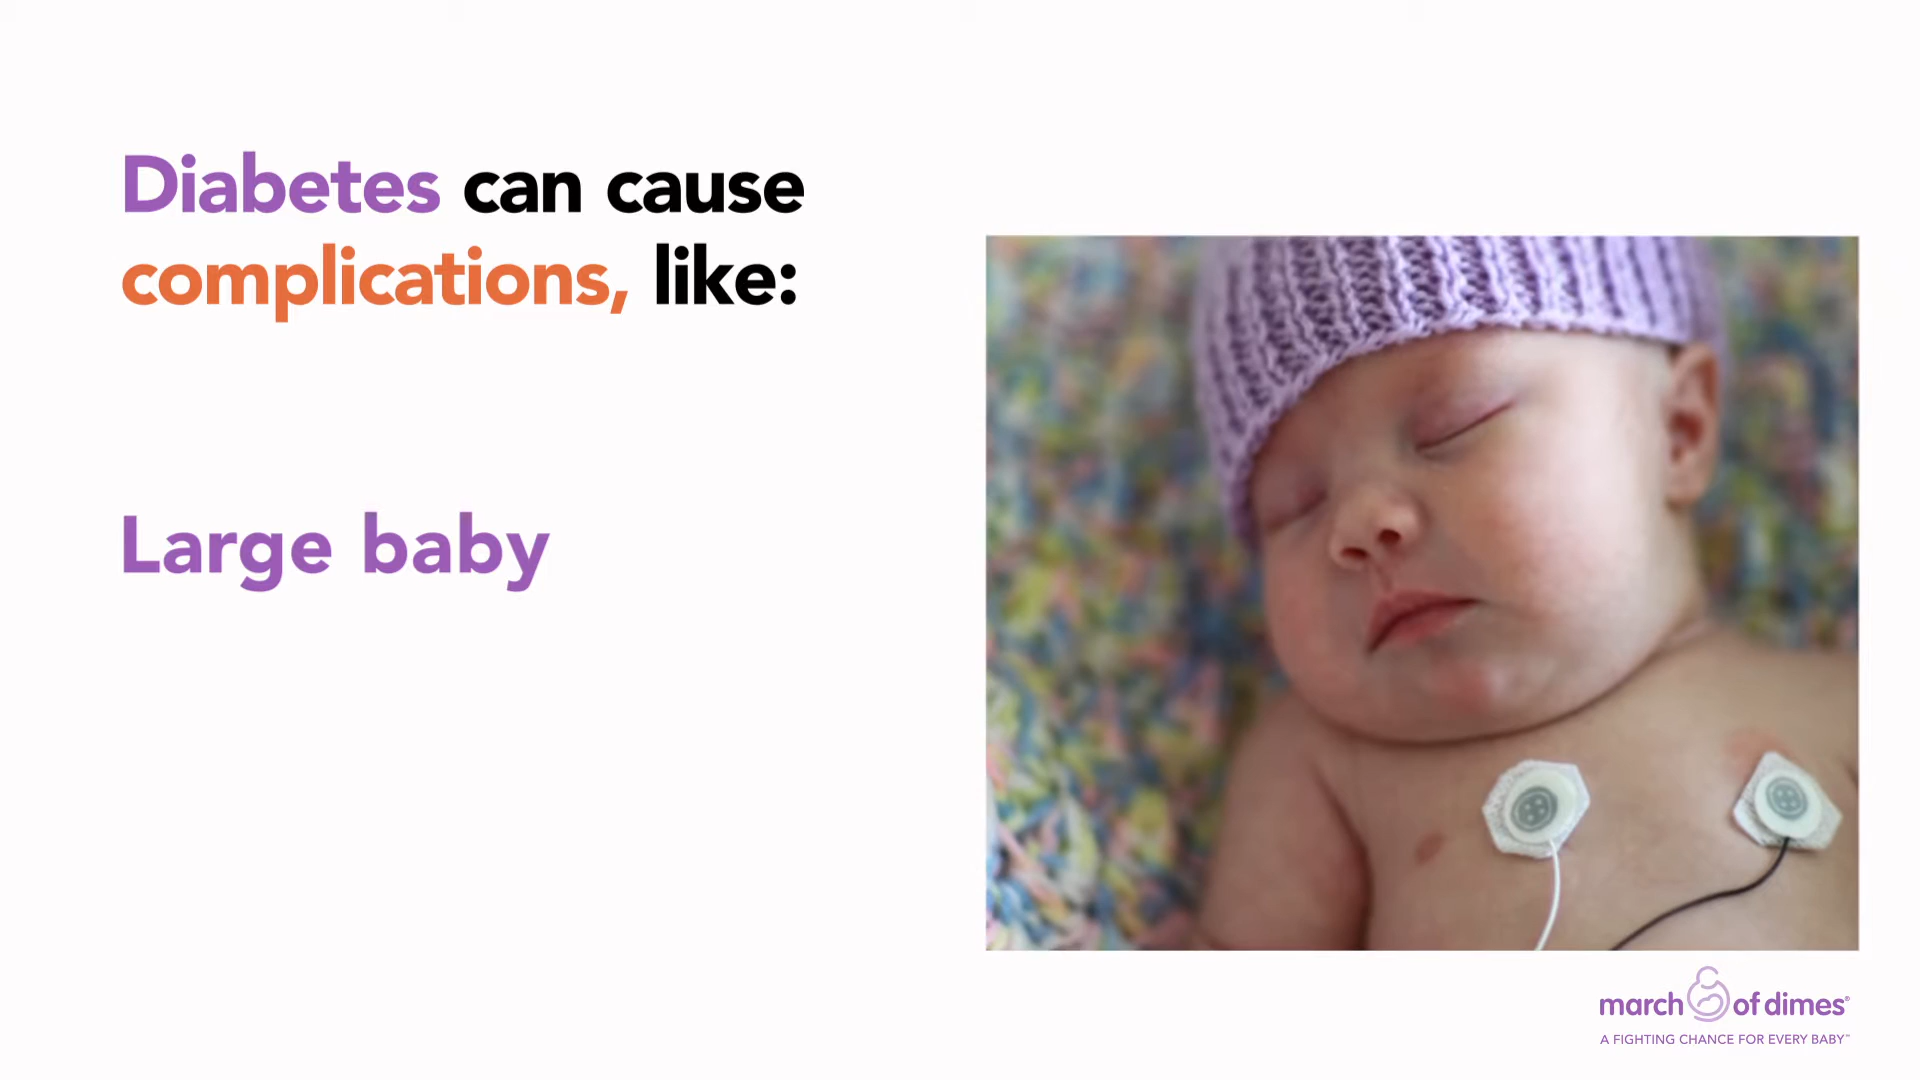 Diabetes can cause
complications, like:
Large baby
march of dimes®
A FIGHTING CHANCE FOR EVERY BABY™